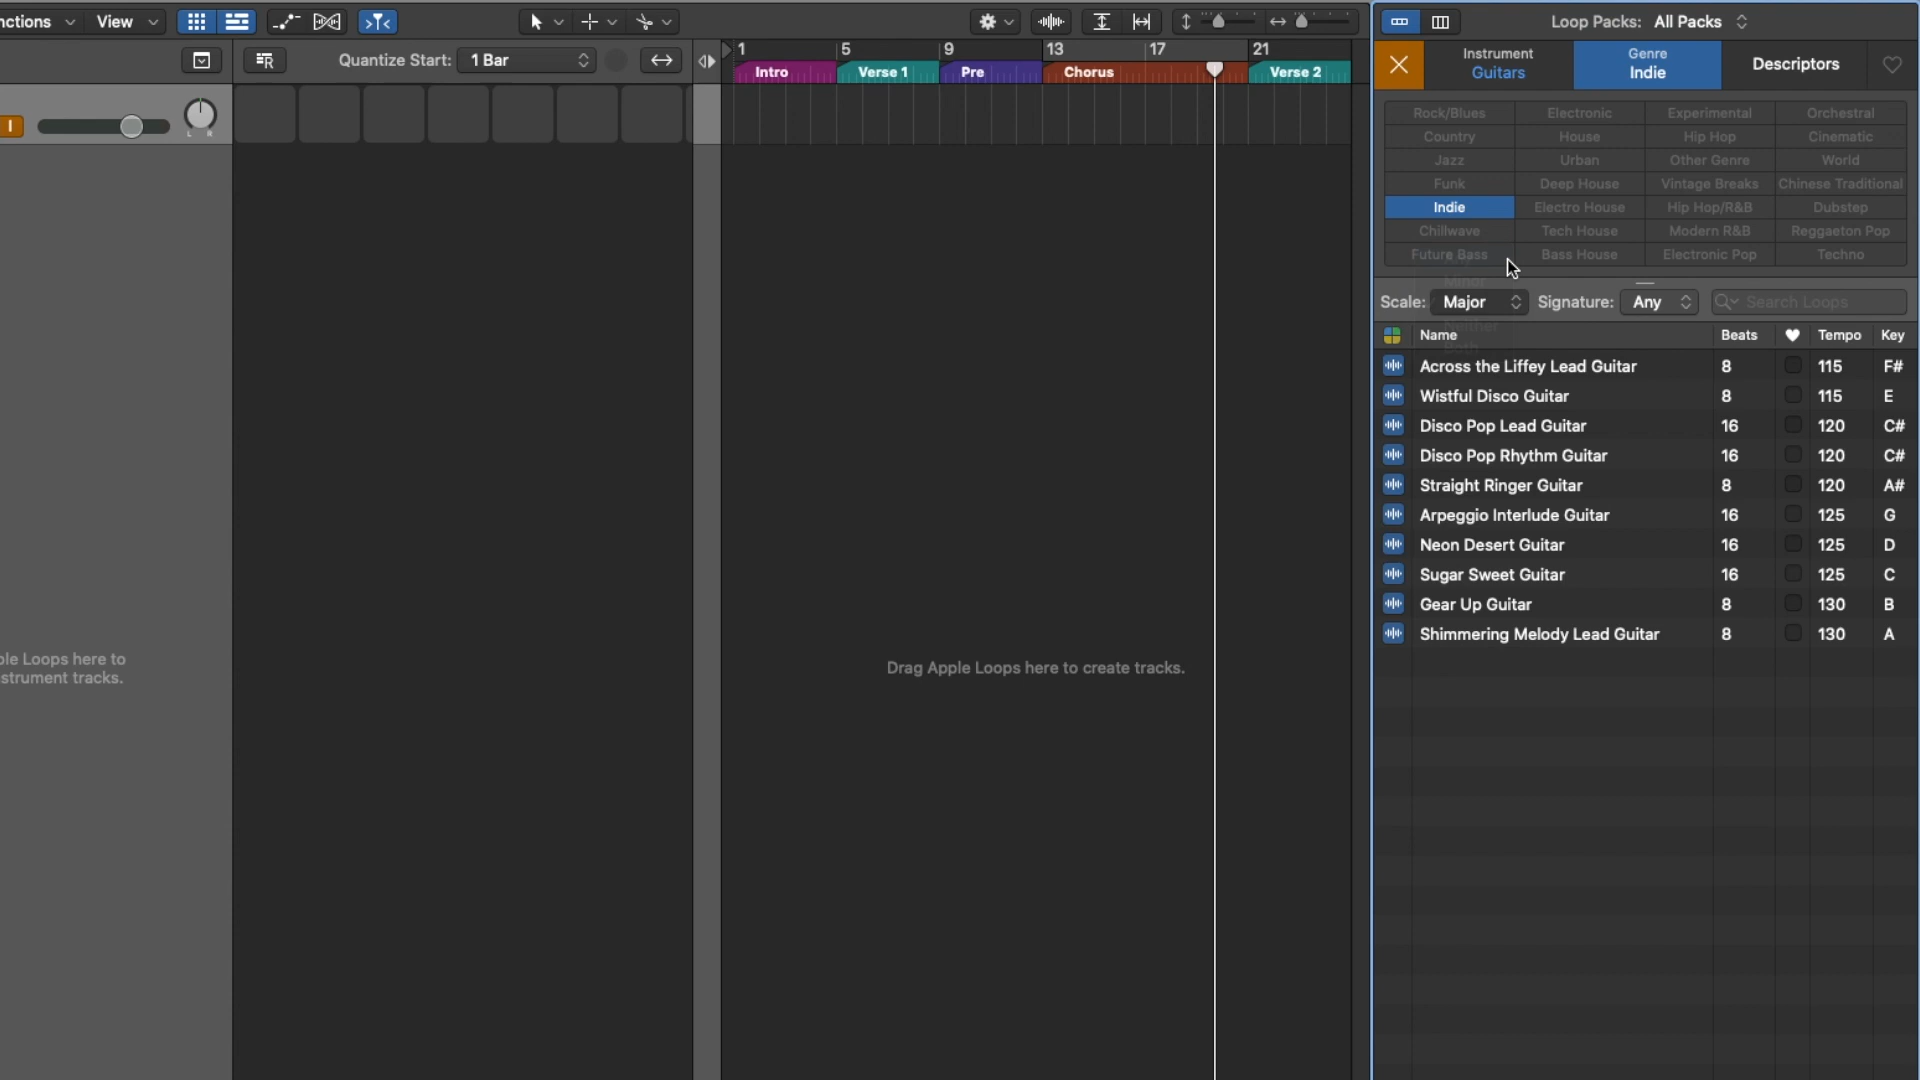 nctions View Loop Packs: All Packs
Quantize Start: 1 Bar 1 5 9 13 17 21
Intro Verse 1 Pre Chorus Verse 2
Instrument Guitars Genre Indie Descriptors
I
L R
Rock/Blues Electronic Experimental Orchestral
Country House Hip Hop Cinematic
Jazz Urban Other Genre World
Funk Deep House Vintage Breaks Chinese Traditional
Indie Electro House Hip Hop/R&B Dubstep
Chillwave Tech House Modern R&B Reggaeton Pop
Future Bass Bass House Electronic Pop Techno
Minor
Scale: Major Signature: Any Search Loops
Neither
Both
Name Beats Tempo Key
Across the Liffey Lead Guitar 8 115 F#
Wistful Disco Guitar 8 115 E
Disco Pop Lead Guitar 16 120 C#
Disco Pop Rhythm Guitar 16 120 C#
Straight Ringer Guitar 8 120 A#
Arpeggio Interlude Guitar 16 125 G
Neon Desert Guitar 16 125 D
Sugar Sweet Guitar 16 125 C
Gear Up Guitar 8 130 B
Shimmering Melody Lead Guitar 8 130 A
ple Loops here to
strument tracks.
Drag Apple Loops here to create tracks.